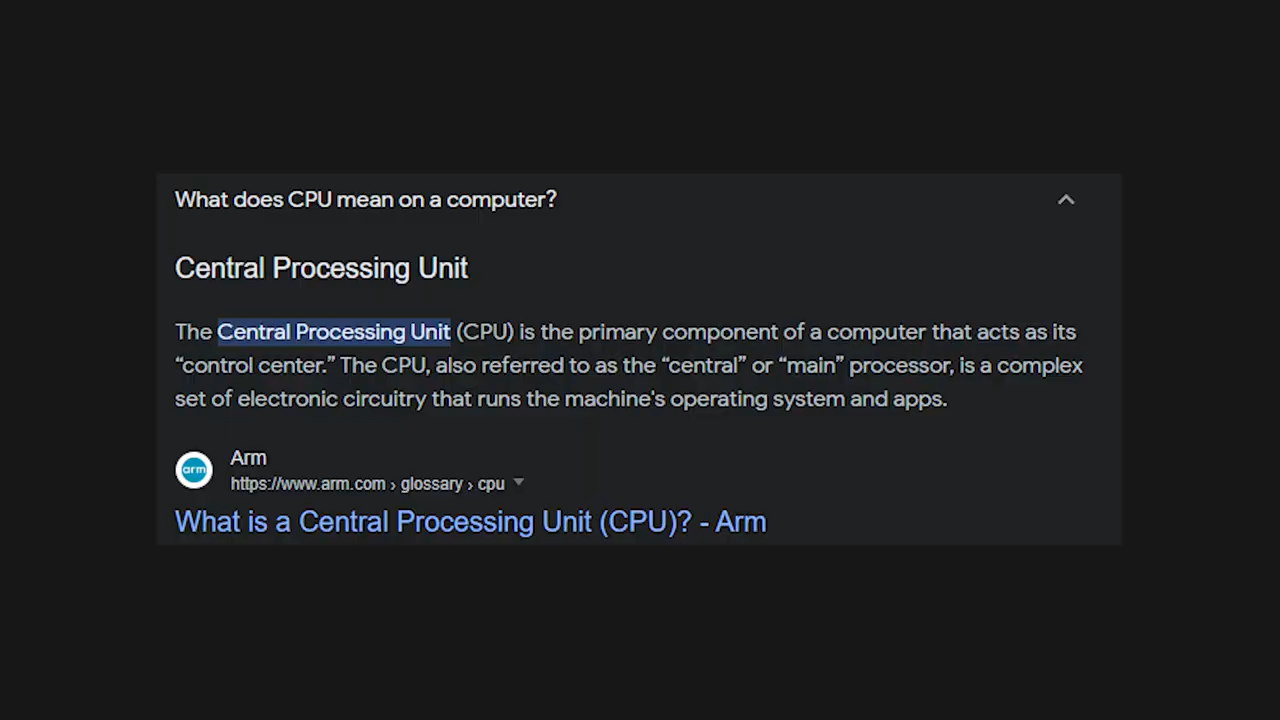 What does CPU mean on a computer?
Central Processing Unit
The Central Processing Unit (CPU) is the primary component of a computer that acts as its
“control center.” The CPU, also referred to as the “central” or “main” processor, is a complex
set of electronic circuitry that runs the machine's operating system and apps.
arm
Arm
https://www.arm.com › glossary › cpu
What is a Central Processing Unit (CPU)? - Arm